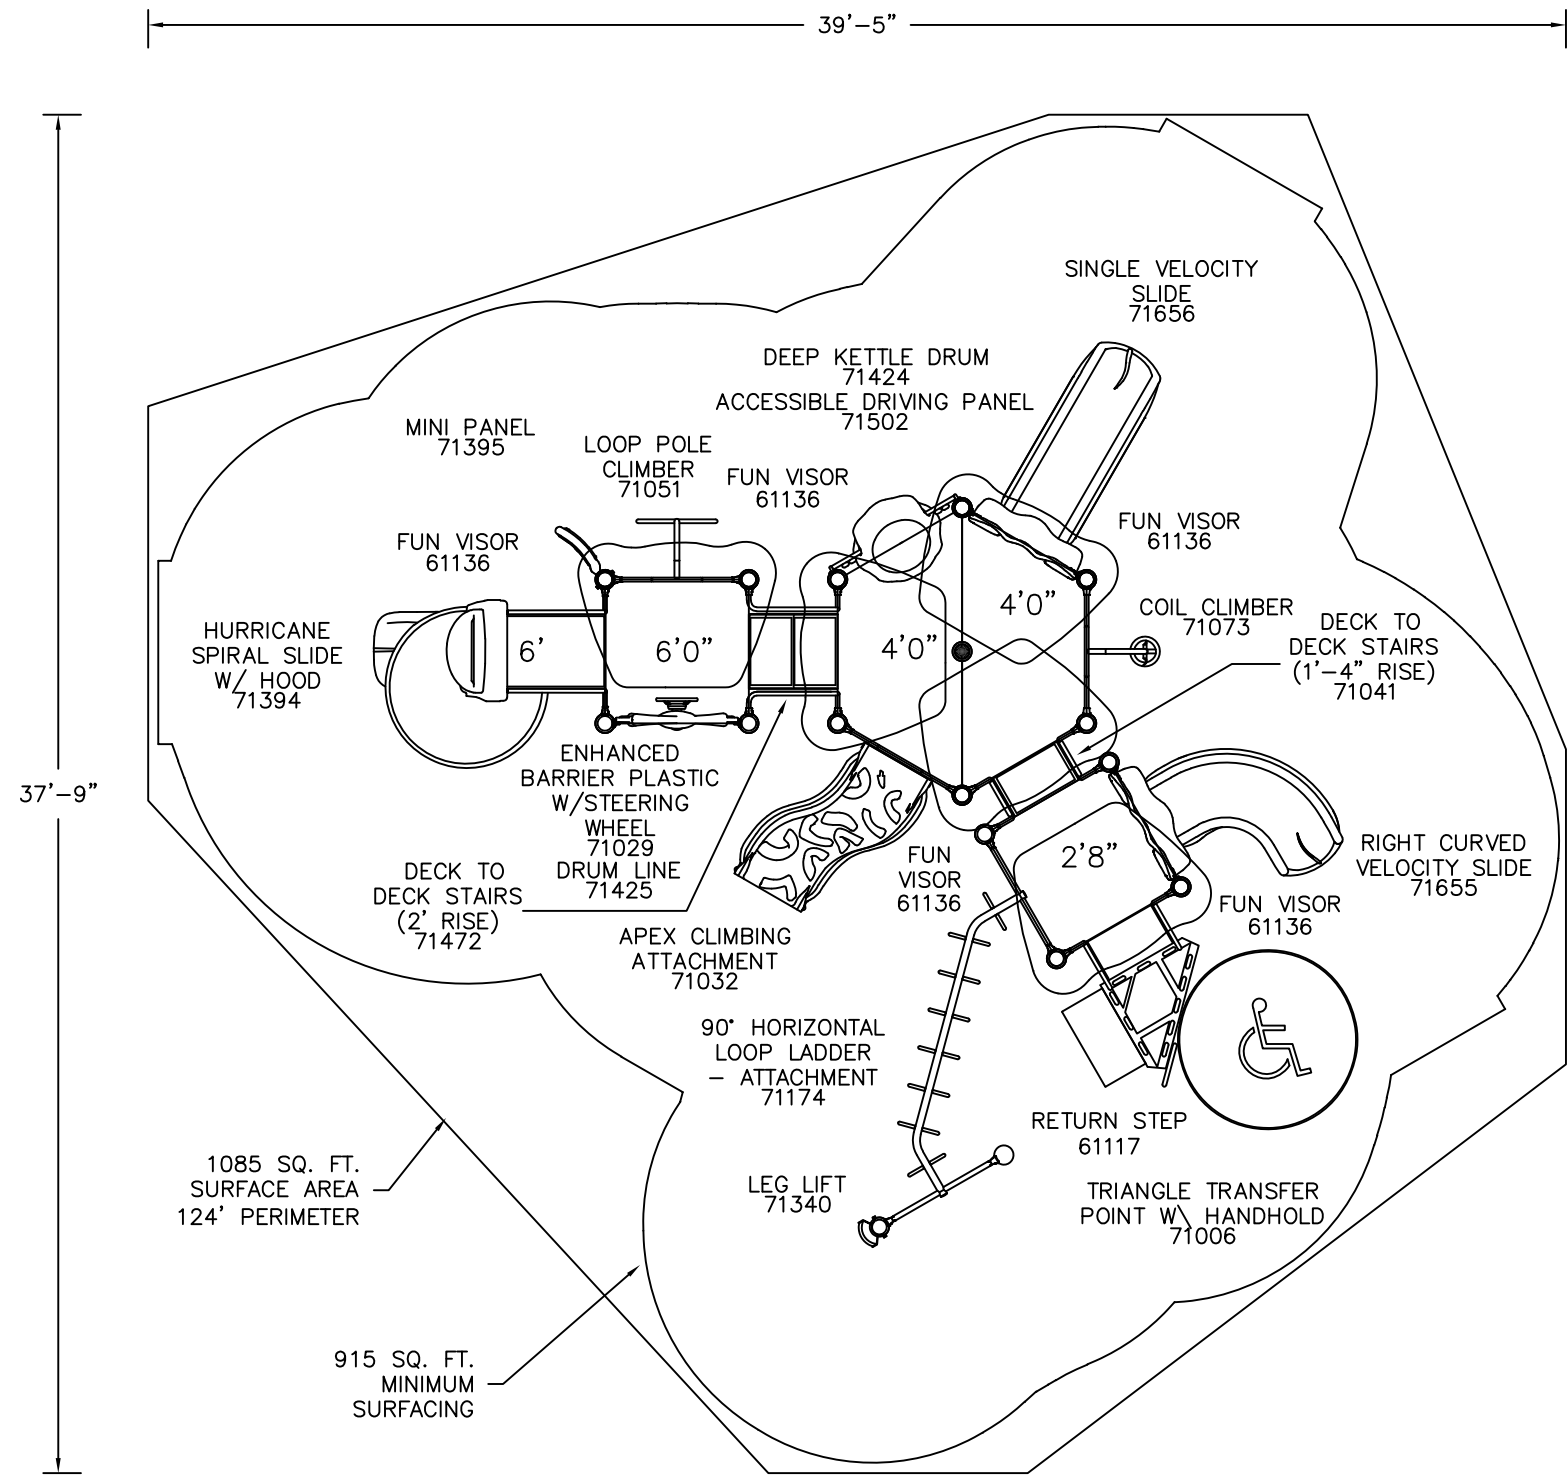 39'-5"
SINGLE VELOCITY
SLIDE
71656
DEEP KETTLE DRUM
71424
ACCESSIBLE DRIVING PANEL
71502
MINI PANEL
71395
LOOP POLE
CLIMBER
71051
FUN VISOR
61136
FUN VISOR
61136
FUN VISOR
61136
HURRICANE
SPIRAL SLIDE
W/ HOOD
71394
6'
6'0"
4'0"
4'0"
COIL CLIMBER
71073
DECK TO
DECK STAIRS
(1'-4" RISE)
71041
37'-9"
ENHANCED
BARRIER PLASTIC
W/STEERING
WHEEL
71029
DRUM LINE
71425
DECK TO
DECK STAIRS
(2' RISE)
71472
FUN
VISOR
61136
2'8"
RIGHT CURVED
VELOCITY SLIDE
71655
FUN VISOR
61136
APEX CLIMBING
ATTACHMENT
71032
90° HORIZONTAL
LOOP LADDER
- ATTACHMENT
71174
RETURN STEP
61117
LEG LIFT
71340
TRIANGLE TRANSFER
POINT W\ HANDHOLD
71006
1085 SQ. FT.
SURFACE AREA
124' PERIMETER
915 SQ. FT.
MINIMUM
SURFACING